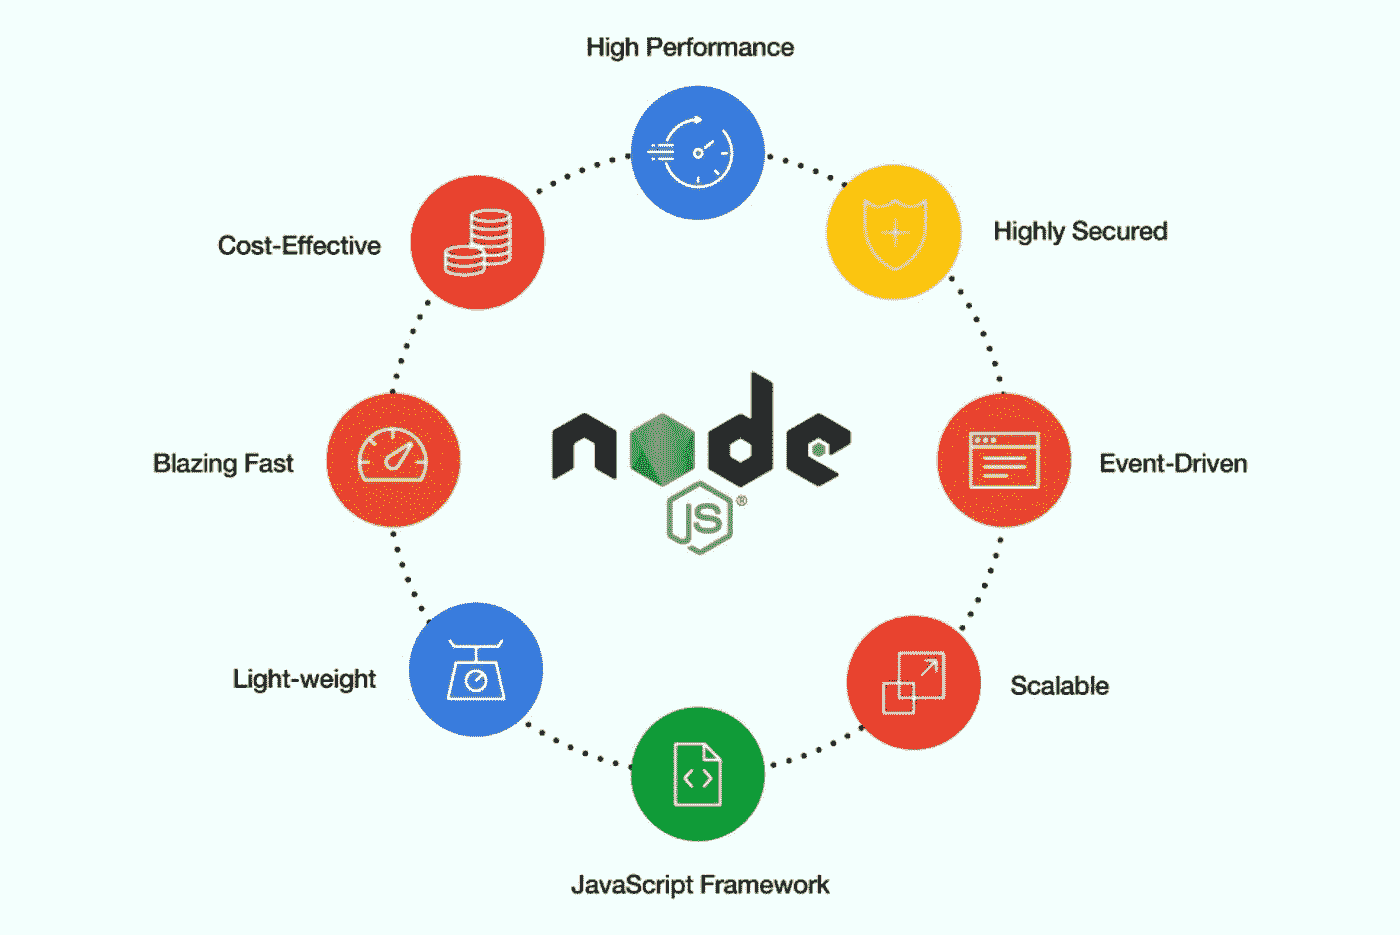 High Performance
Highly Secured
Cost-Effective
node
JS®
Blazing Fast
Event-Driven
Light-weight
Scalable
JavaScript Framework